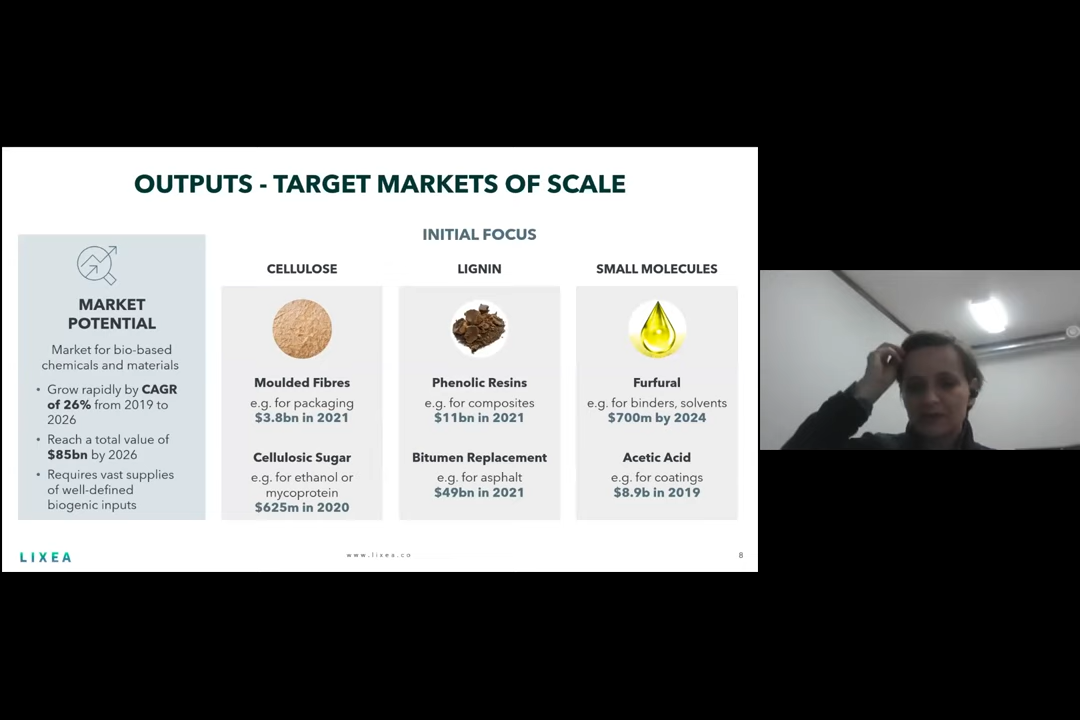 OUTPUTS - TARGET MARKETS OF SCALE
MARKET
POTENTIAL
Market for bio-based
chemicals and materials
• Grow rapidly by CAGR
of 26% from 2019 to
2026
• Reach a total value of
$85bn by 2026
• Requires vast supplies
of well-defined
biogenic inputs
INITIAL FOCUS
CELLULOSE
Moulded Fibres
e.g. for packaging
$3.8bn in 2021
Cellulosic Sugar
e.g. for ethanol or
mycoprotein
$625m in 2020
LIGNIN
Phenolic Resins
e.g. for composites
$11bn in 2021
Bitumen Replacement
e.g. for asphalt
$49bn in 2021
SMALL MOLECULES
Furfural
e.g. for binders, solvents
$700m by 2024
Acetic Acid
e.g. for coatings
$8.9b in 2019
LIXEA
www.lixea.co
8